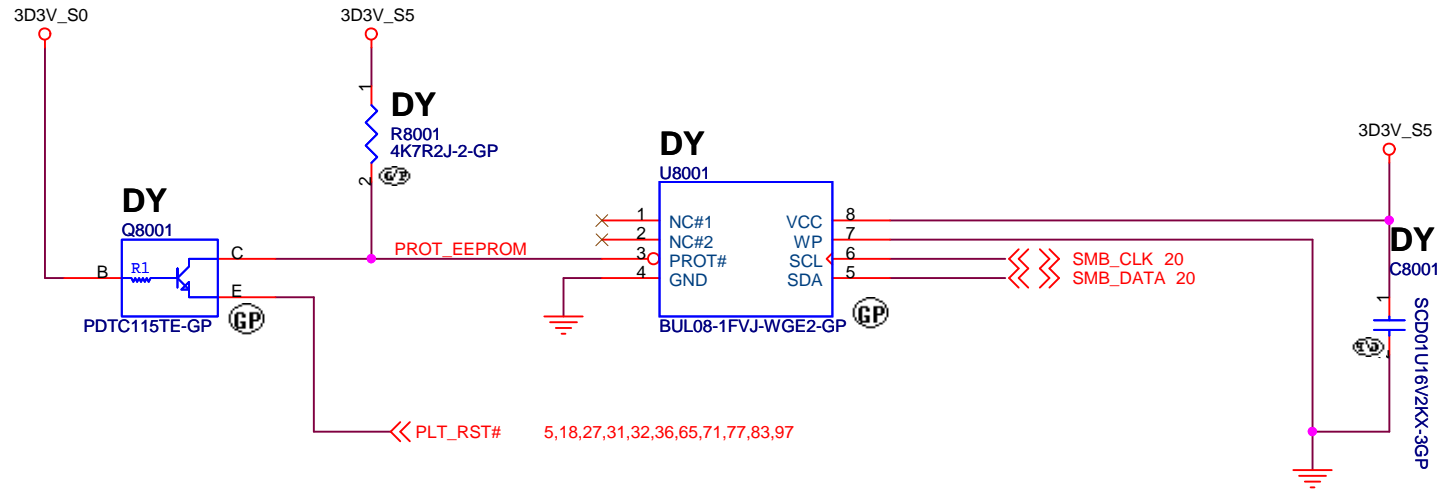 3D3V_S0
3D3V_S5
1
DY
R8001
4K7R2J-2-GP
2
G/P
DY
Q8001
B
R1
C
E
PDTC115TE-GP
GP
PROT_EEPROM
DY
U8001
1 NC#1
2 NC#2
3 PROT#
4 GND
VCC 8
WP 7
SCL 6
SDA 5
BUL08-1FVJ-WGE2-GP
GP
SMB_CLK 20
SMB_DATA 20
3D3V_S5
DY
C8001
1
SCD01U16V2KX-3GP
PLT_RST# 5,18,27,31,32,36,65,71,77,83,97